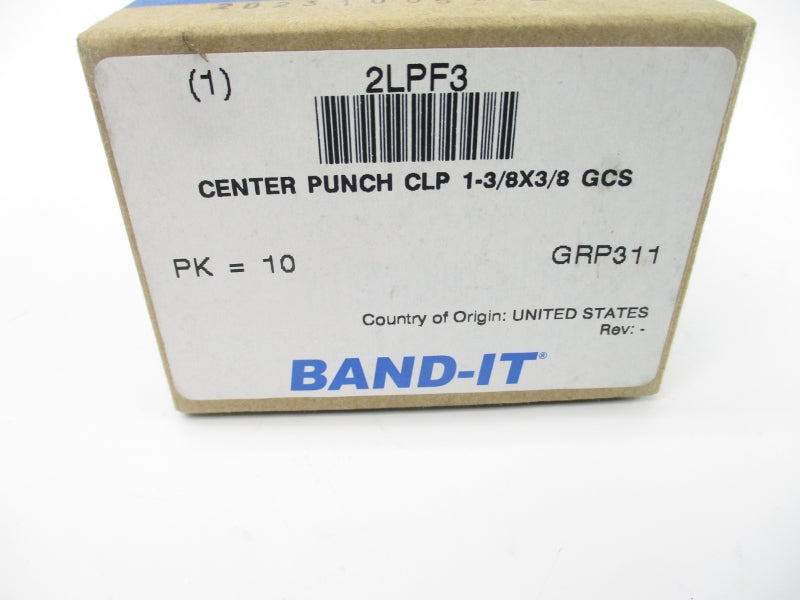 (1) 2LPF3
CENTER PUNCH CLP 1-3/8X3/8 GCS
PK = 10 GRP311
Country of Origin: UNITED STATES
Rev: -
BAND-IT®